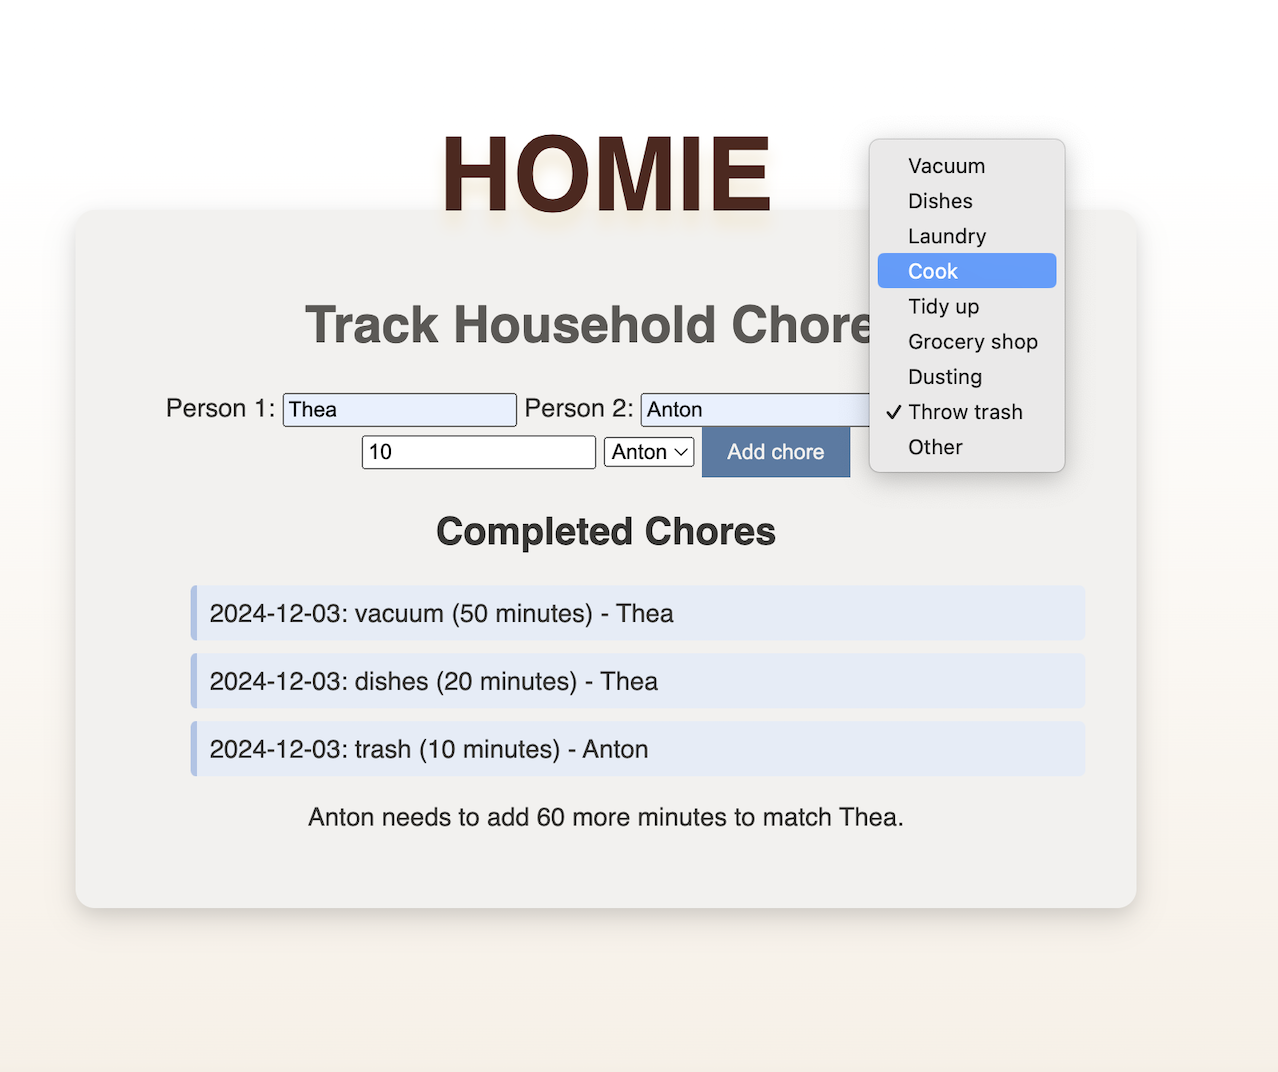 HOMIE
Vacuum
Dishes
Laundry
Cook
Tidy up
Grocery shop
Dusting
✓ Throw trash
Other
Track Household Chore
Person 1: Thea Person 2: Anton
10 Anton Add chore
Completed Chores
2024-12-03: vacuum (50 minutes) - Thea
2024-12-03: dishes (20 minutes) - Thea
2024-12-03: trash (10 minutes) - Anton
Anton needs to add 60 more minutes to match Thea.